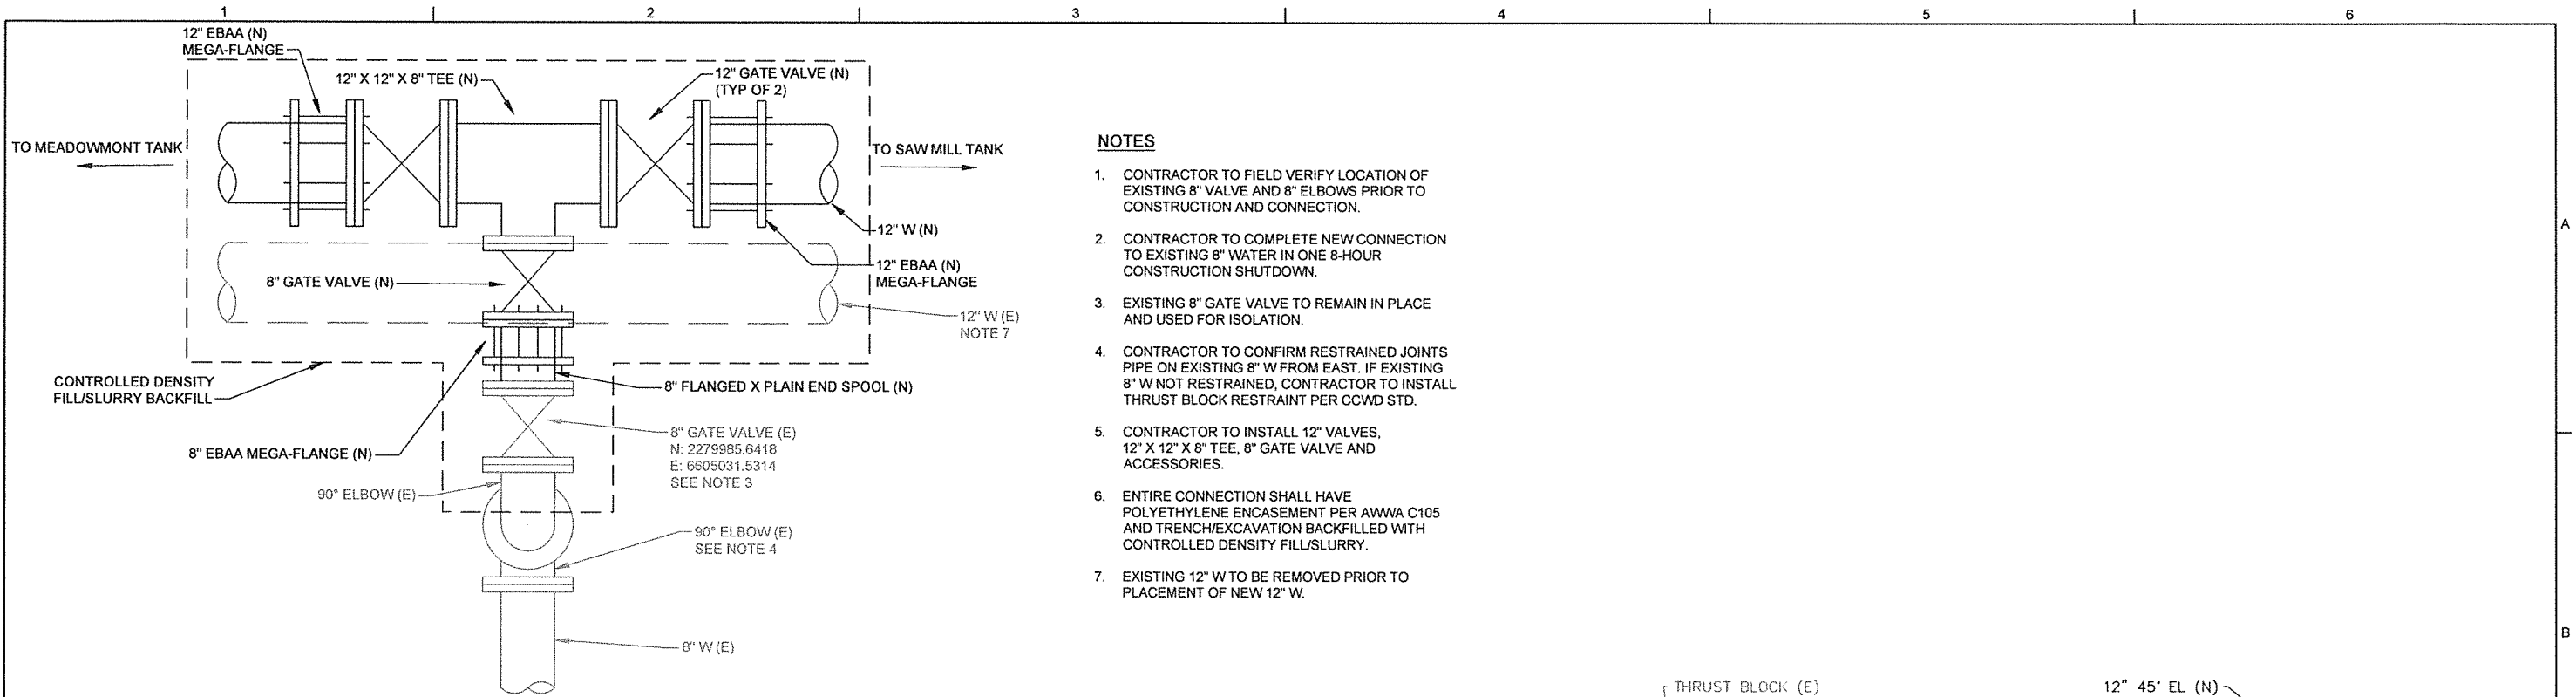 1 2 3 4 5 6
12" EBAA (N)
MEGA-FLANGE
12" X 12" X 8" TEE (N)
12" GATE VALVE (N)
(TYP OF 2)
TO MEADOWMONT TANK
TO SAW MILL TANK
12" W (N)
12" EBAA (N)
MEGA-FLANGE
8" GATE VALVE (N)
12" W (E)
NOTE 7
CONTROLLED DENSITY
FILL/SLURRY BACKFILL
8" FLANGED X PLAIN END SPOOL (N)
8" EBAA MEGA-FLANGE (N)
8" GATE VALVE (E)
N: 2279985.6418
E: 6605031.5314
SEE NOTE 3
90° ELBOW (E)
90° ELBOW (E)
SEE NOTE 4
8" W (E)
NOTES
1. CONTRACTOR TO FIELD VERIFY LOCATION OF
EXISTING 8" VALVE AND 8" ELBOWS PRIOR TO
CONSTRUCTION AND CONNECTION.
2. CONTRACTOR TO COMPLETE NEW CONNECTION
TO EXISTING 8" WATER IN ONE 8-HOUR
CONSTRUCTION SHUTDOWN.
3. EXISTING 8" GATE VALVE TO REMAIN IN PLACE
AND USED FOR ISOLATION.
4. CONTRACTOR TO CONFIRM RESTRAINED JOINTS
PIPE ON EXISTING 8" W FROM EAST. IF EXISTING
8" W NOT RESTRAINED, CONTRACTOR TO INSTALL
THRUST BLOCK RESTRAINT PER CCWD STD.
5. CONTRACTOR TO INSTALL 12" VALVES,
12" X 12" X 8" TEE, 8" GATE VALVE AND
ACCESSORIES.
6. ENTIRE CONNECTION SHALL HAVE
POLYETHYLENE ENCASEMENT PER AWWA C105
AND TRENCH/EXCAVATION BACKFILLED WITH
CONTROLLED DENSITY FILL/SLURRY.
7. EXISTING 12" W TO BE REMOVED PRIOR TO
PLACEMENT OF NEW 12" W.
A
B
THRUST BLOCK (E)
12" 45° EL (N)